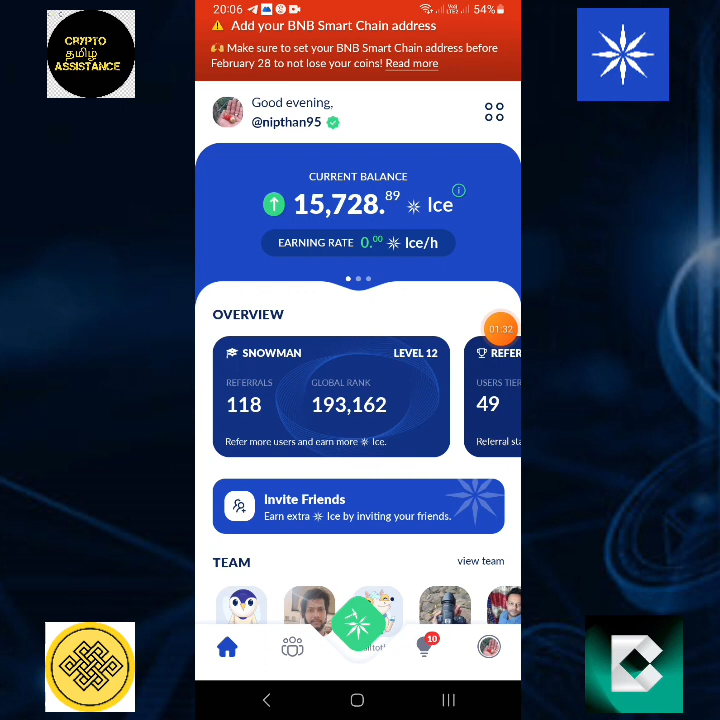 CRYPTO
தமிழ்
ASSISTANCE
20:06
54%
Add your BNB Smart Chain address
Make sure to set your BNB Smart Chain address before
February 28 to not lose your coins! Read more
Good evening,
@nipthan95
CURRENT BALANCE
15,728.89 Ice
EARNING RATE 0.00 Ice/h
OVERVIEW
01:32
SNOWMAN LEVEL 12
REFERRALS GLOBAL RANK
118 193,162
Refer more users and earn more Ice.
REFER
USERS TIER
49
Referral sta
Invite Friends
Earn extra Ice by inviting your friends.
TEAM view team
10